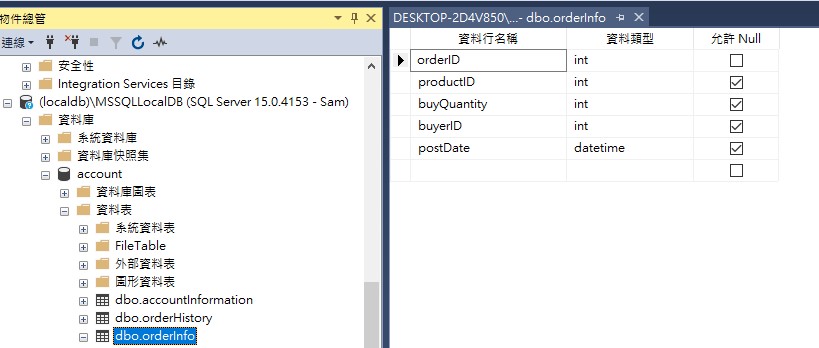 物件總管
連線
安全性
Integration Services 目錄
(localdb)\MSSQLLocalDB (SQL Server 15.0.4153 - Sam)
資料庫
系統資料庫
資料庫快照集
account
資料庫圖表
資料表
系統資料表
FileTable
外部資料表
圖形資料表
dbo.accountInformation
dbo.orderHistory
dbo.orderInfo
DESKTOP-2D4V850\...- dbo.orderInfo
資料行名稱 資料類型 允許 Null
orderID int
productID int
buyQuantity int
buyerID int
postDate datetime